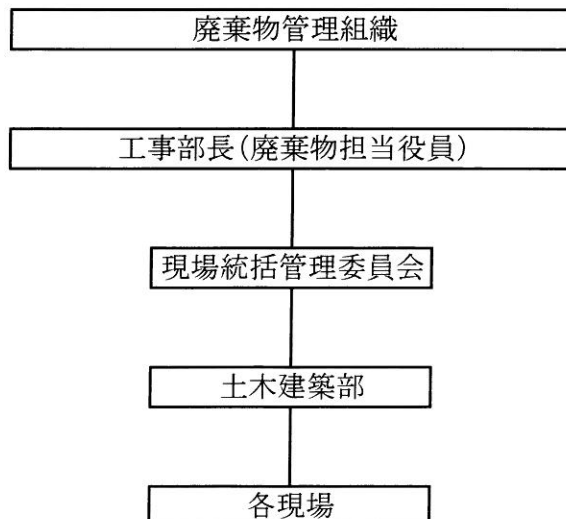 廃棄物管理組織
工事部長(廃棄物担当役員)
現場統括管理委員会
土木建築部
各現場